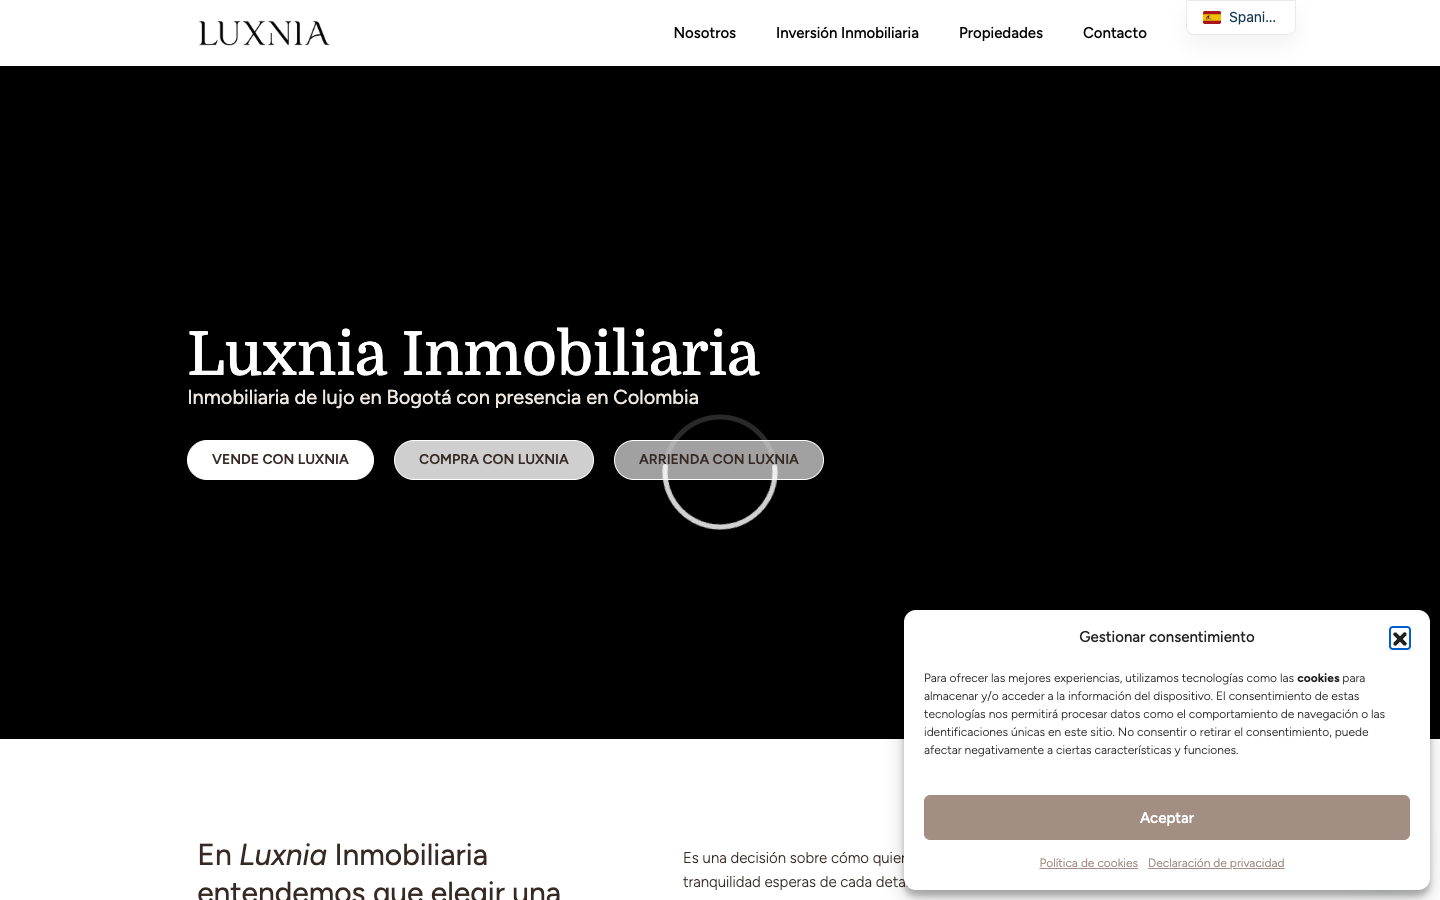 LUXNIA
Nosotros
Inversión Inmobiliaria
Propiedades
Contacto
Spani...
Luxnia Inmobiliaria
Inmobiliaria de lujo en Bogotá con presencia en Colombia
VENDE CON LUXNIA
COMPRA CON LUXNIA
ARRIENDA CON LUXNIA
Gestionar consentimiento
Para ofrecer las mejores experiencias, utilizamos tecnologías como las cookies para
almacenar y/o acceder a la información del dispositivo. El consentimiento de estas
tecnologías nos permitirá procesar datos como el comportamiento de navegación o las
identificaciones únicas en este sitio. No consentir o retirar el consentimiento, puede
afectar negativamente a ciertas características y funciones.
Aceptar
Política de cookies
Declaración de privacidad
En Luxnia Inmobiliaria
entendemos que elegir una
Es una decisión sobre cómo
tranquilidad esperas de cada